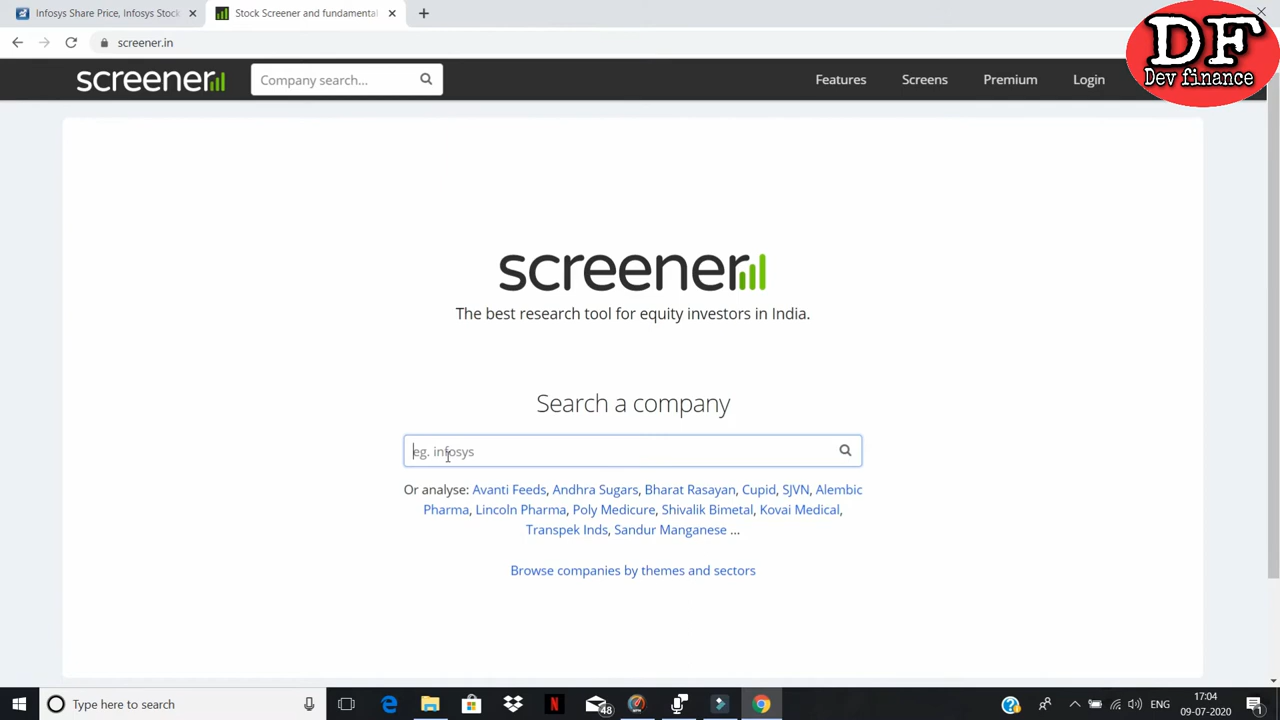 Infosys Share Price, Infosys Stock
Stock Screener and fundamental
screener.in
DF
Dev finance
screener
Company search...
Features
Screens
Premium
Login
screener
The best research tool for equity investors in India.
Search a company
eg. infosys
Or analyse: Avanti Feeds, Andhra Sugars, Bharat Rasayan, Cupid, SJVN, Alembic
Pharma, Lincoln Pharma, Poly Medicure, Shivalik Bimetal, Kovai Medical,
Transpek Inds, Sandur Manganese ...
Browse companies by themes and sectors
Type here to search
48
ENG
17:04
09-07-2020
1